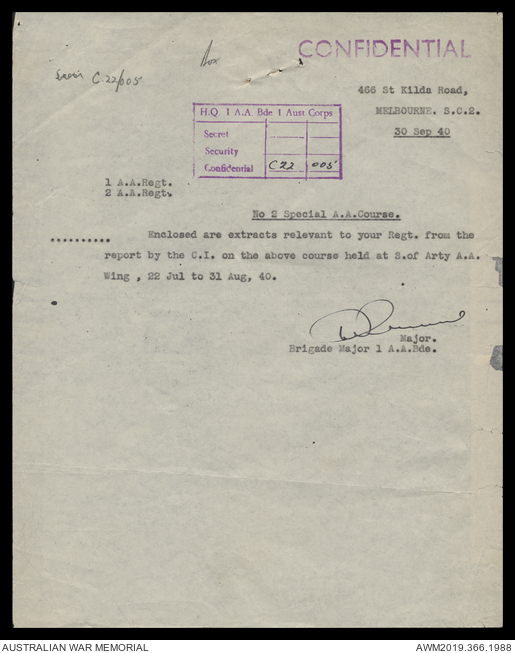 CONFIDENTIAL
C 22/005
466 St Kilda Road,
MELBOURNE. S.C.2.
30 Sep 40
H.Q. 1 A.A. Bde 1 Aust Corps
Secret
Security
Confidential C22 005
1 A.A.Regt.
2 A.A.Regt.
No 2 Special A.A.Course.
.......... Enclosed are extracts relevant to your Regt. from the
report by the C.I. on the above course held at S.of Arty A.A.
Wing , 22 Jul to 31 Aug, 40.
Major.
Brigade Major 1 A.A.Bde.
AUSTRALIAN WAR MEMORIAL AWM2019.366.1988